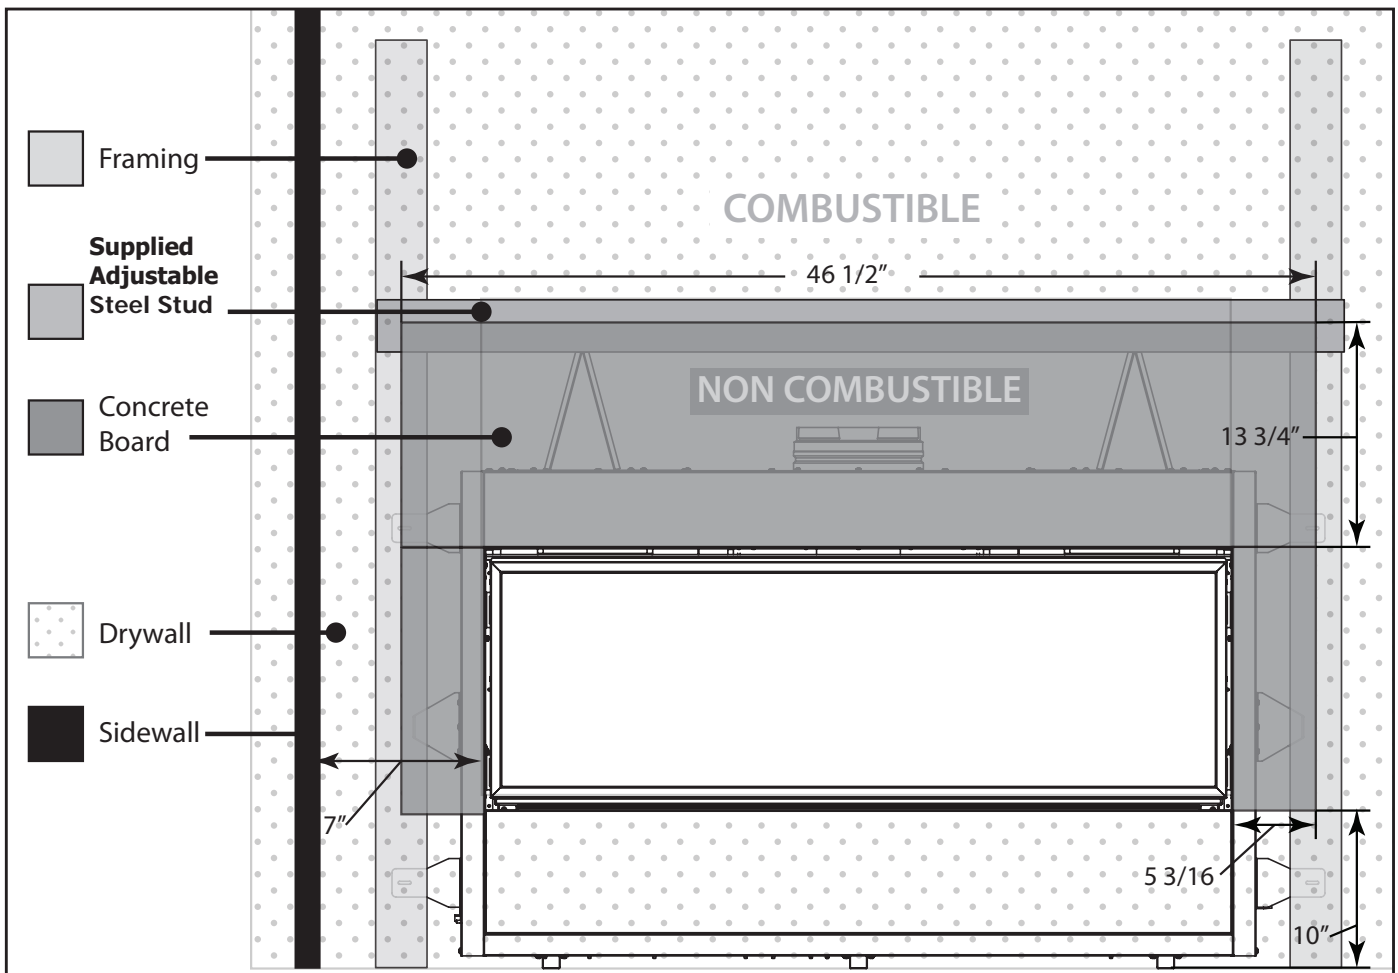 Framing
COMBUSTIBLE
Supplied
Adjustable
Steel Stud
46 1/2”
NON COMBUSTIBLE
Concrete
Board
13 3/4”
Drywall
Sidewall
7”
5 3/16
10”